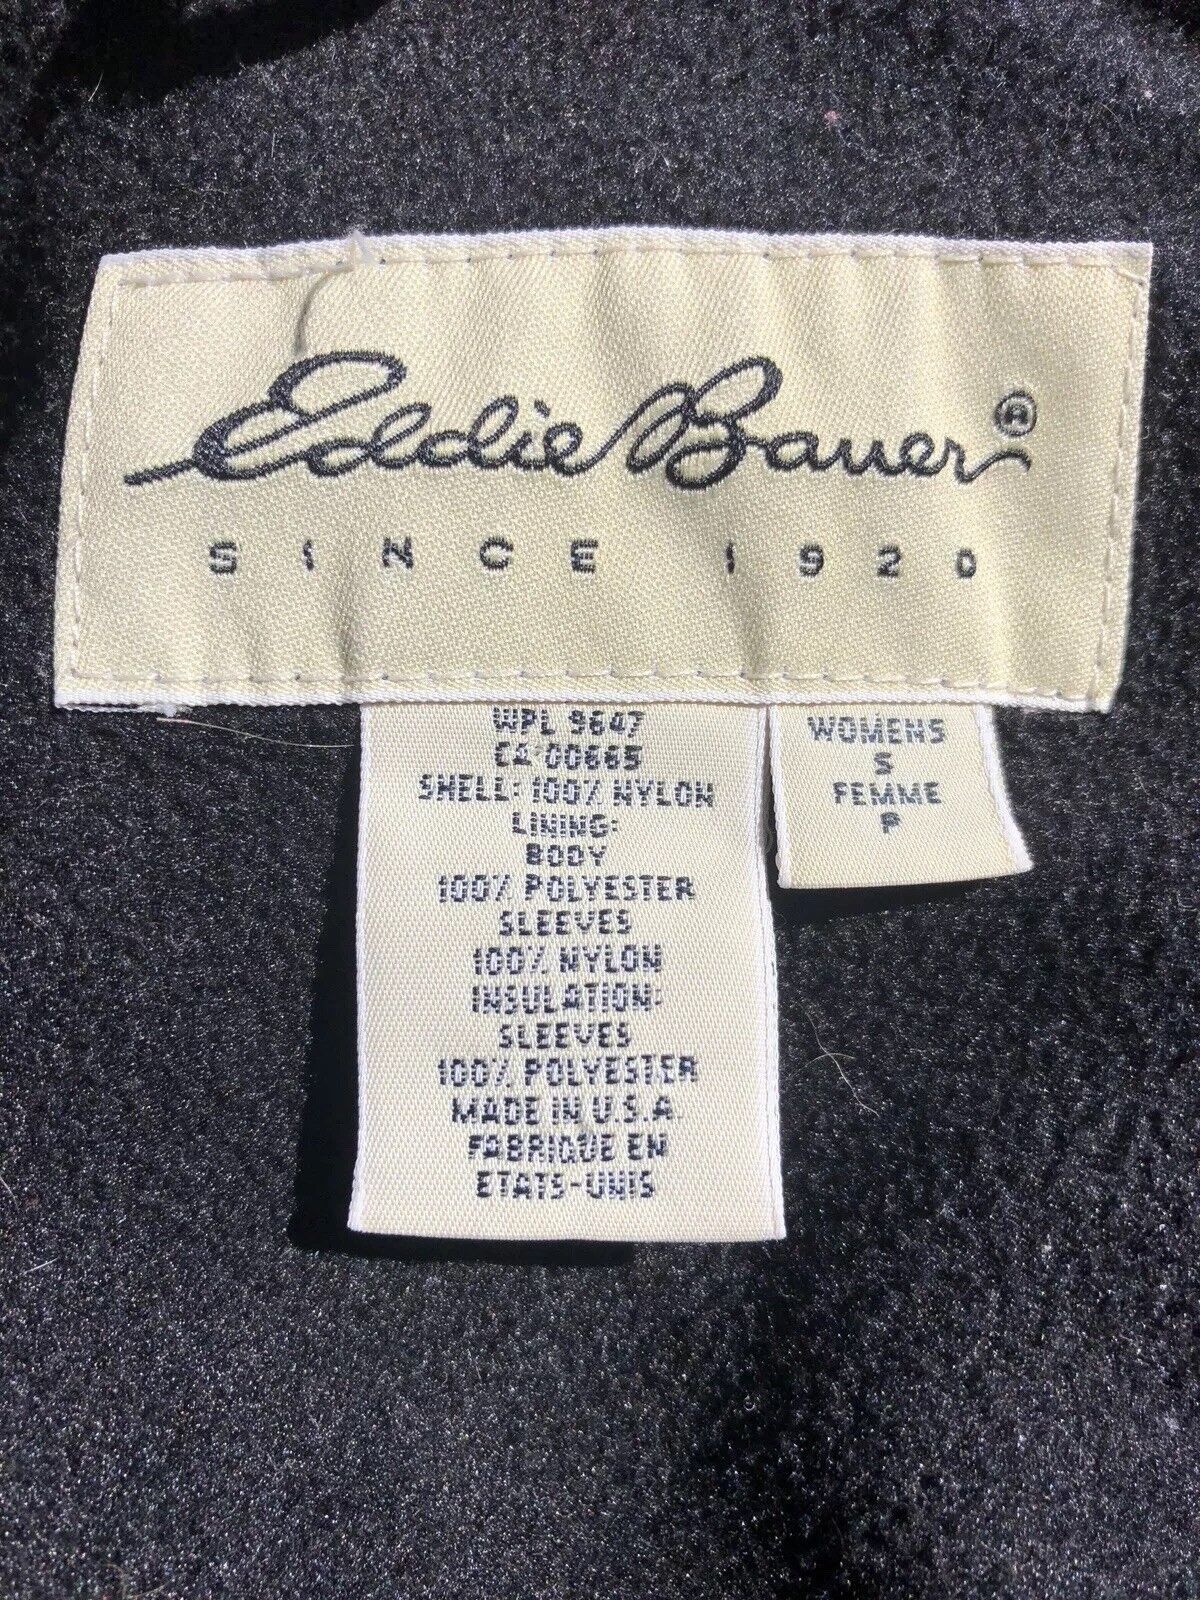 Eddie Bauer®
SINCE 1920
WPL 9647
CA 00665
SHELL: 100% NYLON
LINING:
BODY
100% POLYESTER
SLEEVES
100% NYLON
INSULATION:
SLEEVES
100% POLYESTER
MADE IN U.S.A.
FABRIQUE EN
ETATS-UNIS
WOMENS
S
FEMME
P